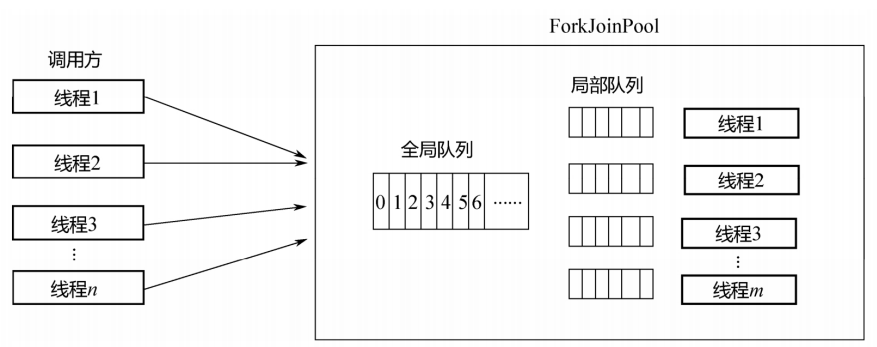 ForkJoinPool
调用方
线程1
线程2
线程3
⋮
线程n
全局队列
0 1 2 3 4 5 6 ······
局部队列
线程1
线程2
线程3
⋮
线程m